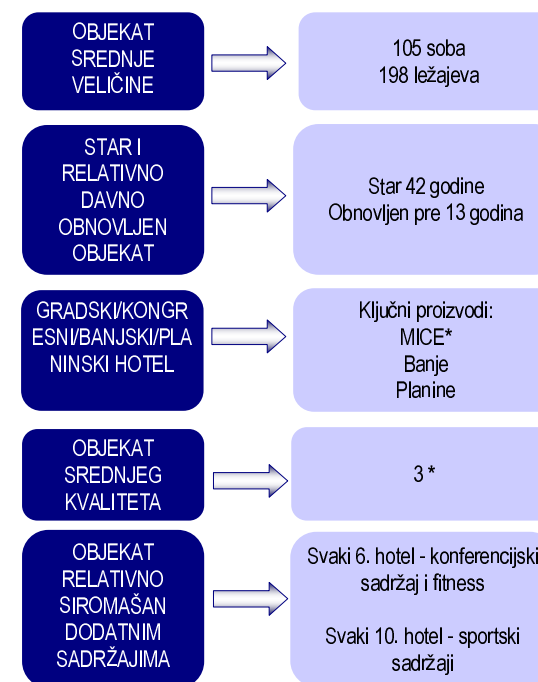 OBJEKAT
SREDNJE
VELIČINE
105 soba
198 ležajeva
STAR I
RELATIVNO
DAVNO
OBNOVLJEN
OBJEKAT
Star 42 godine
Obnovljen pre 13 godina
GRADSKI/KONGR
ESNI/BANJSKI/PLA
NINSKI HOTEL
Ključni proizvodi:
MICE*
Banje
Planine
OBJEKAT
SREDNJEG
KVALITETA
3 *
OBJEKAT
RELATIVNO
SIROMAŠAN
DODATNIM
SADRŽAJIMA
Svaki 6. hotel - konferencijski
sadržaj i fitness
Svaki 10. hotel - sportski
sadržaji